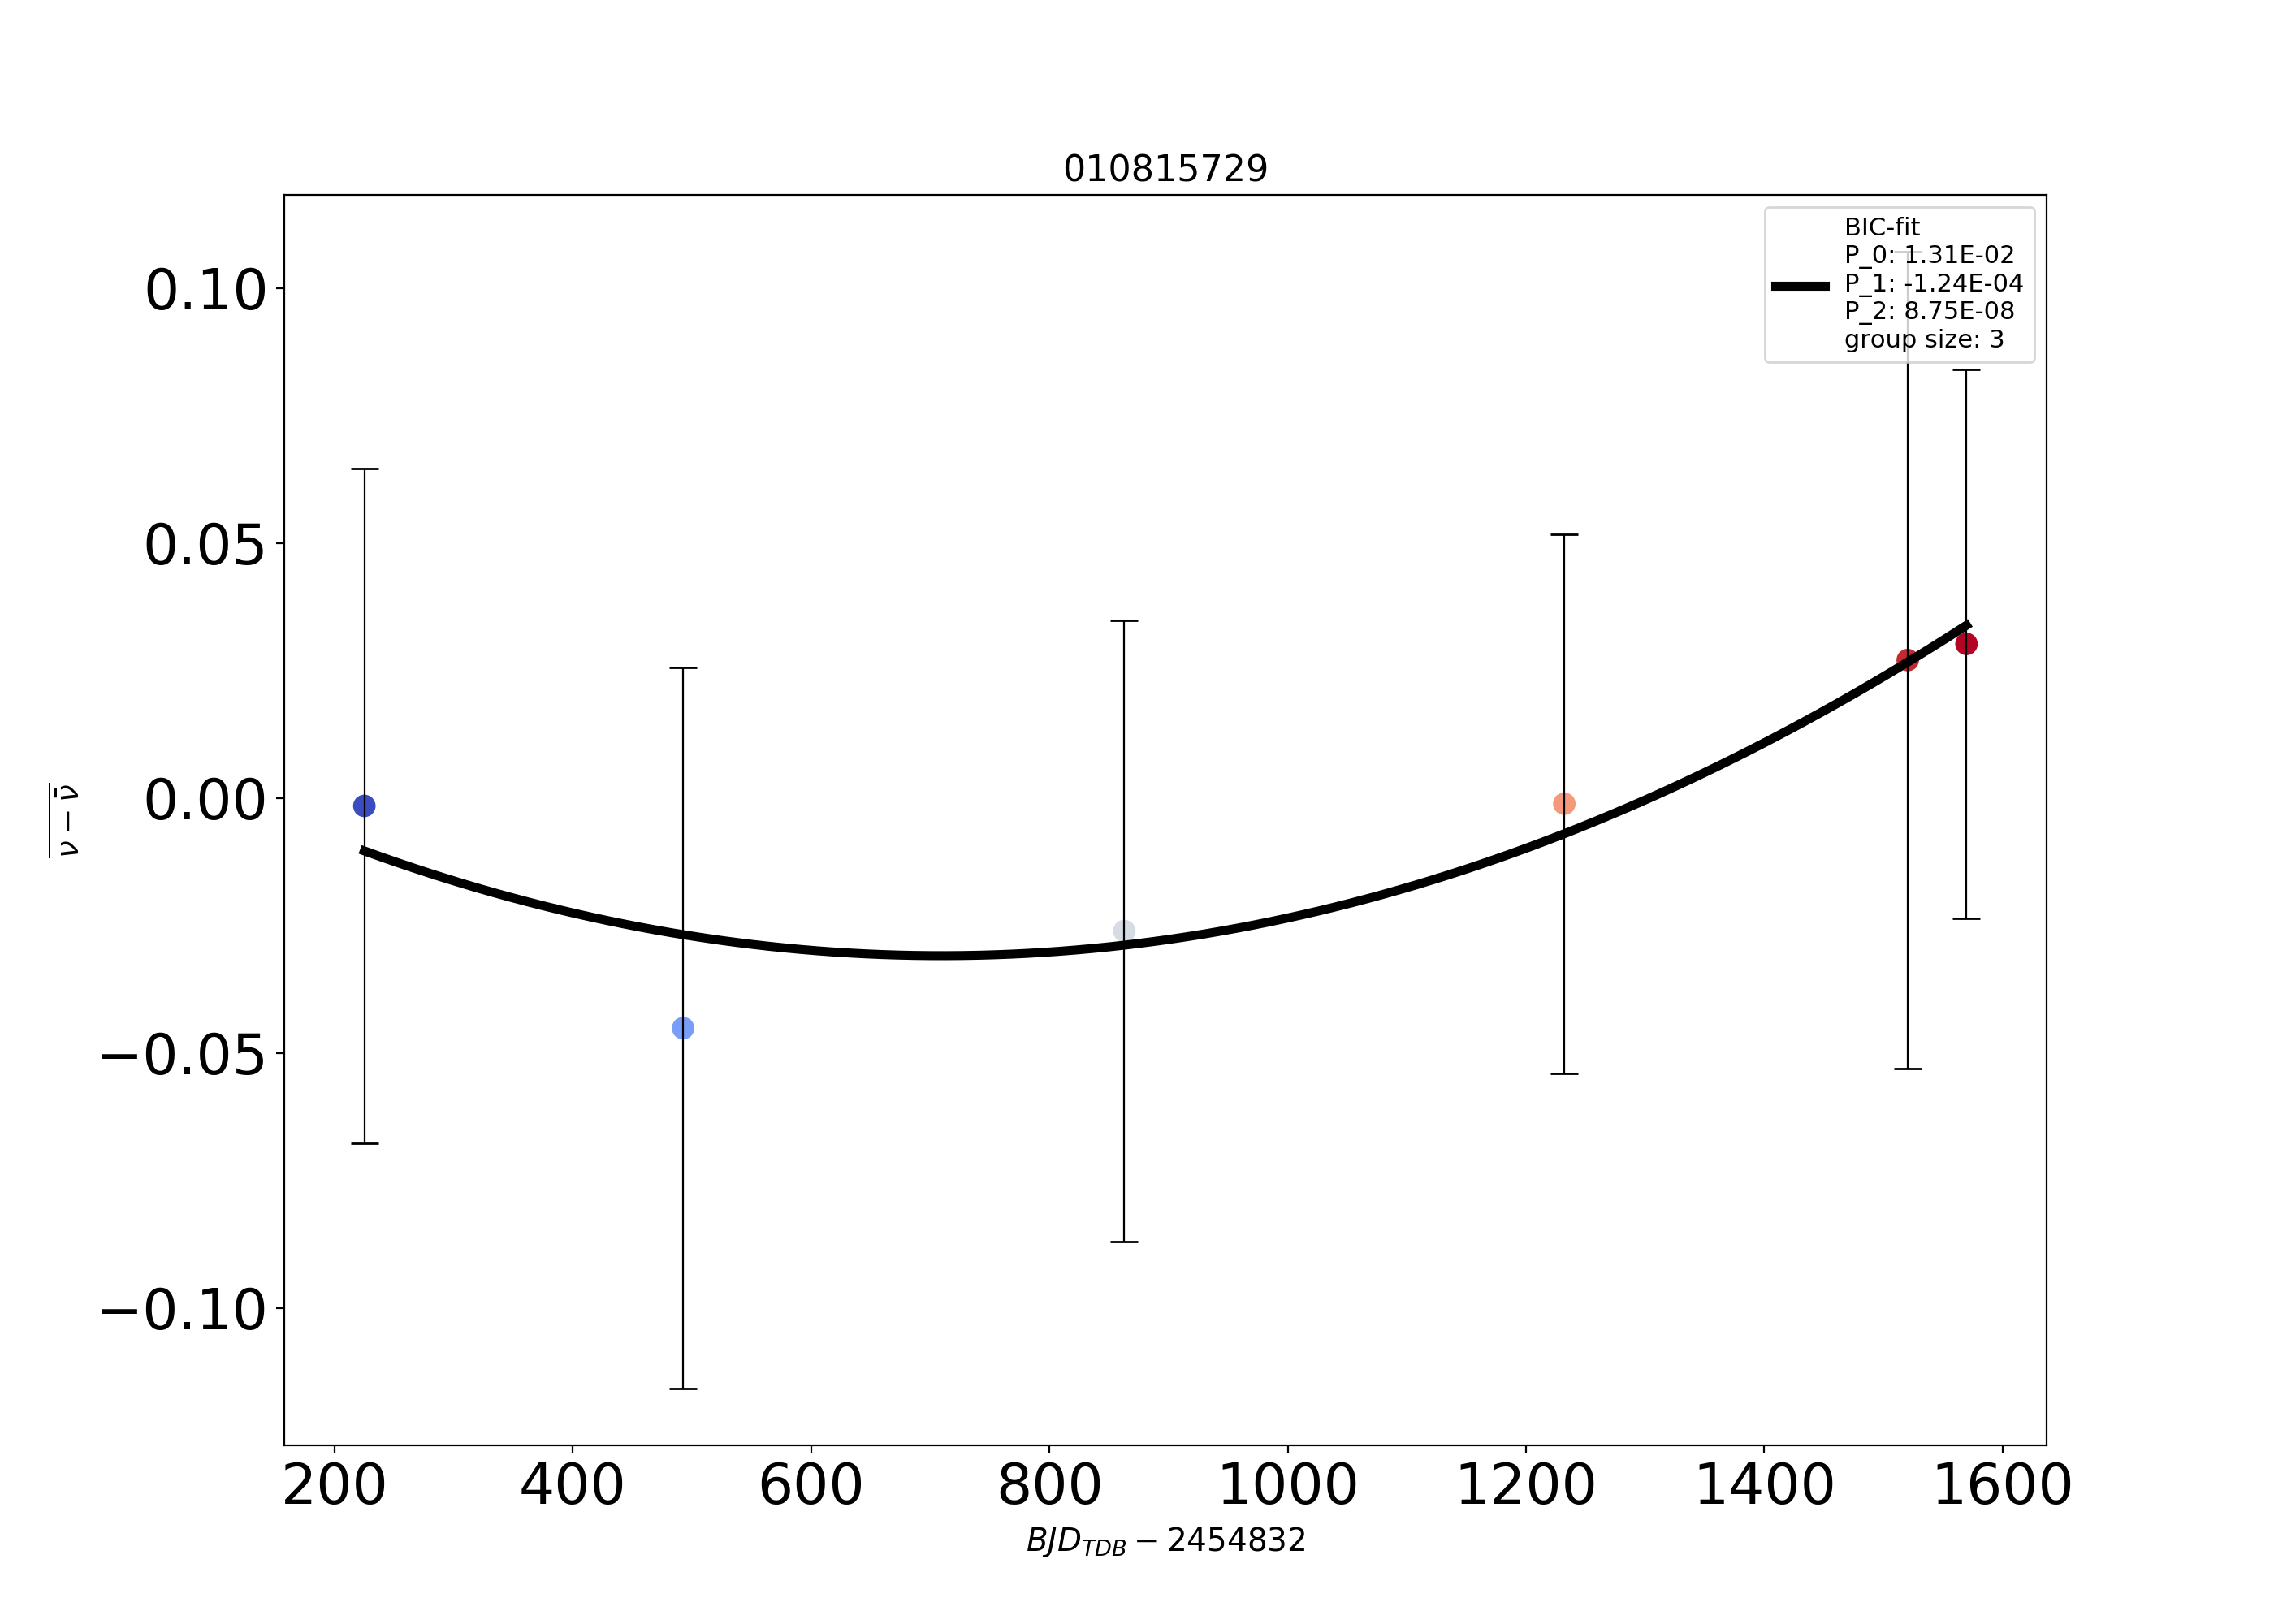 010815729
BIC-fit
P_0: 1.31E-02
P_1: -1.24E-04
P_2: 8.75E-08
group size: 3
0.10
0.05
0.00
−0.05
−0.10
ν − ν̄
200 400 600 800 1000 1200 1400 1600
BJD_TDB − 2454832